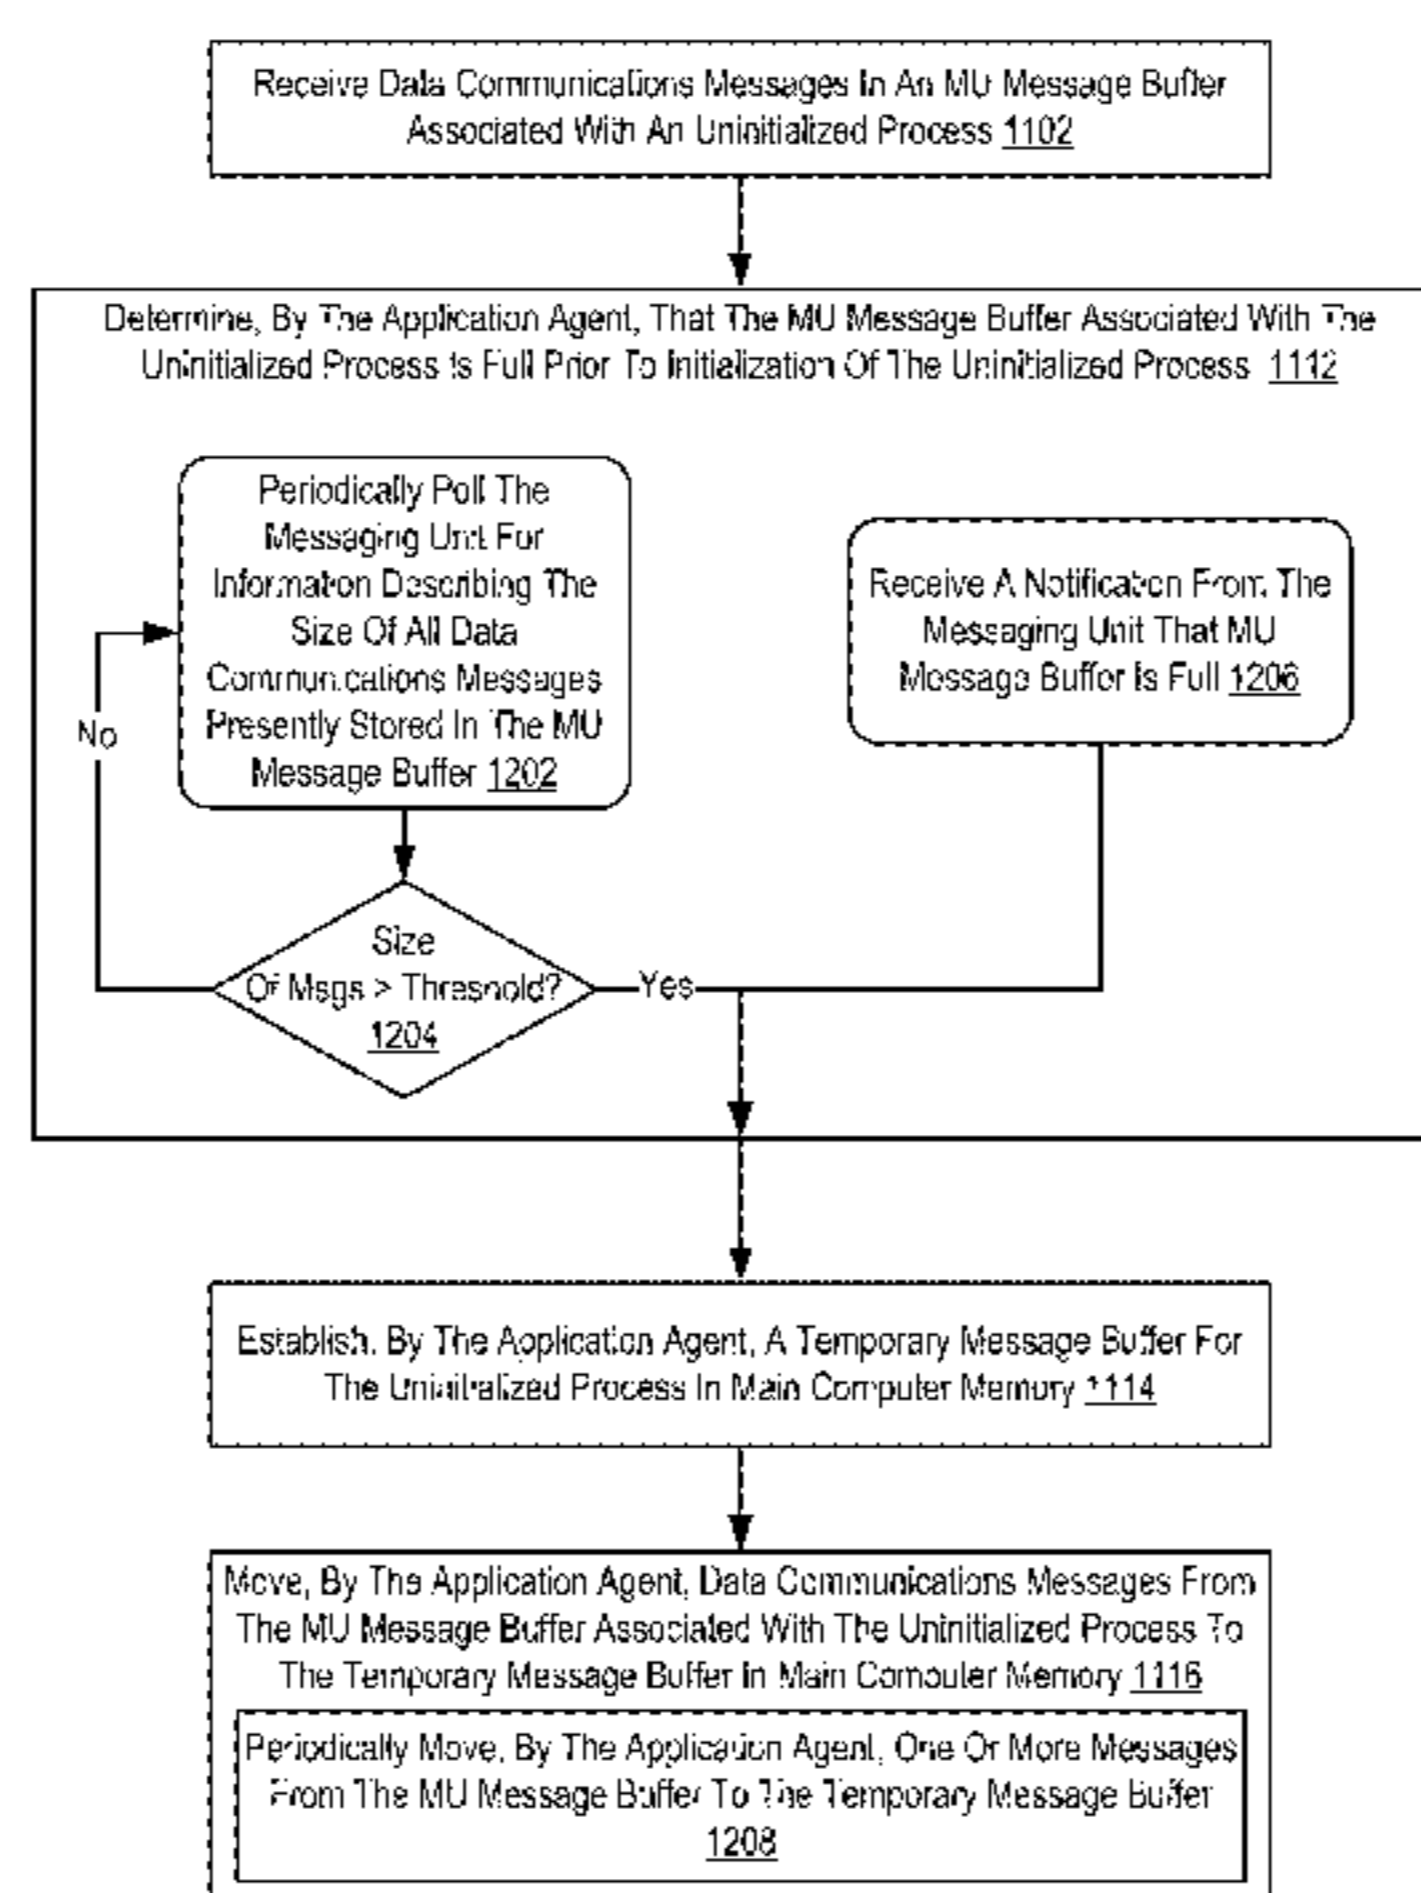 Receive Data Communications Messages In An MU Message Buffer
Associated With An Uninitialized Process 1102
Determine, By The Application Agent, That The MU Message Buffer Associated With The
Uninitialized Process Is Full Prior To Initialization Of The Uninitialized Process 1112
Periodically Poll The
Messaging Unit For
Information Describing The
Size Of All Data
Communications Messages
Presently Stored In The MU
Message Buffer 1202
Receive A Notification From The
Messaging Unit That MU
Message Buffer Is Full 1206
No
Size
Of Msgs > Threshold?
1204
Yes
Establish, By The Application Agent, A Temporary Message Buffer For
The Uninitialized Process In Main Computer Memory 1114
Move, By The Application Agent, Data Communications Messages From
The MU Message Buffer Associated With The Uninitialized Process To
The Temporary Message Buffer In Main Computer Memory 1116
Periodically Move, By The Application Agent, One Or More Messages
From The MU Message Buffer To The Temporary Message Buffer
1208